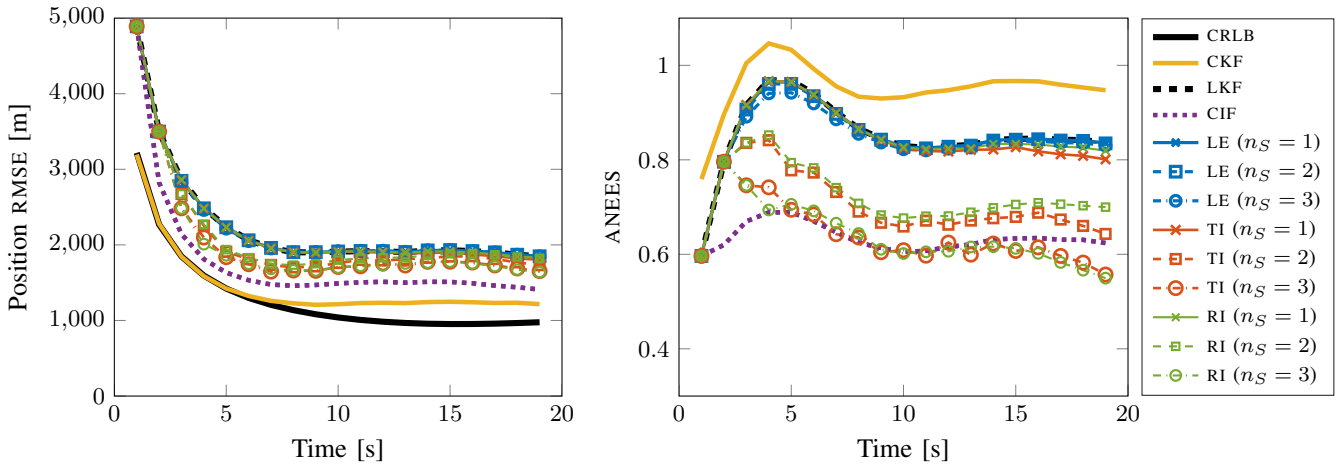 Position RMSE [m]
5,000
4,000
3,000
2,000
1,000
0
0 5 10 15 20
Time [s]
ANEES
1
0.8
0.6
0.4
0 5 10 15 20
Time [s]
CRLB
CKF
LKF
CIF
LE (n_S = 1)
LE (n_S = 2)
LE (n_S = 3)
TI (n_S = 1)
TI (n_S = 2)
TI (n_S = 3)
RI (n_S = 1)
RI (n_S = 2)
RI (n_S = 3)